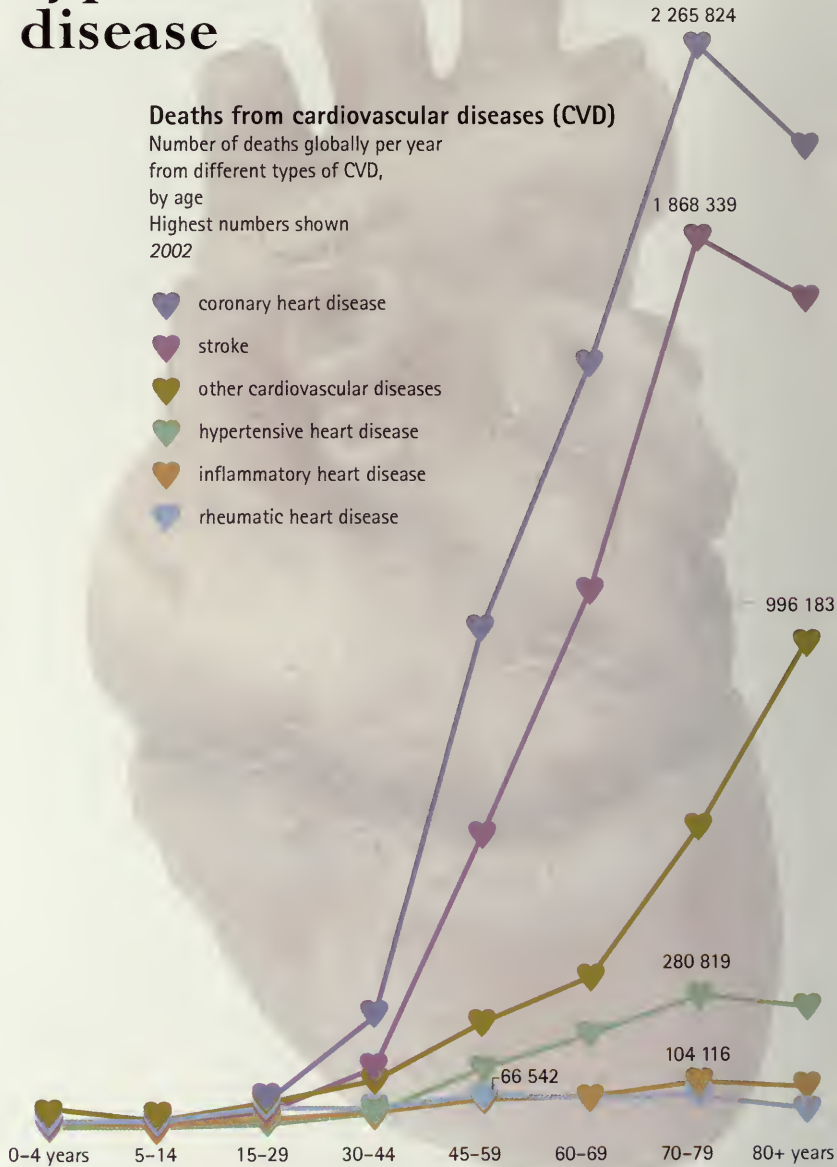 disease
2 265 824
Deaths from cardiovascular diseases (CVD)
Number of deaths globally per year
from different types of CVD,
by age
Highest numbers shown
2002
1 868 339
coronary heart disease
stroke
other cardiovascular diseases
hypertensive heart disease
inflammatory heart disease
rheumatic heart disease
996 183
280 819
104 116
66 542
0–4 years 5–14 15–29 30–44 45–59 60–69 70–79 80+ years